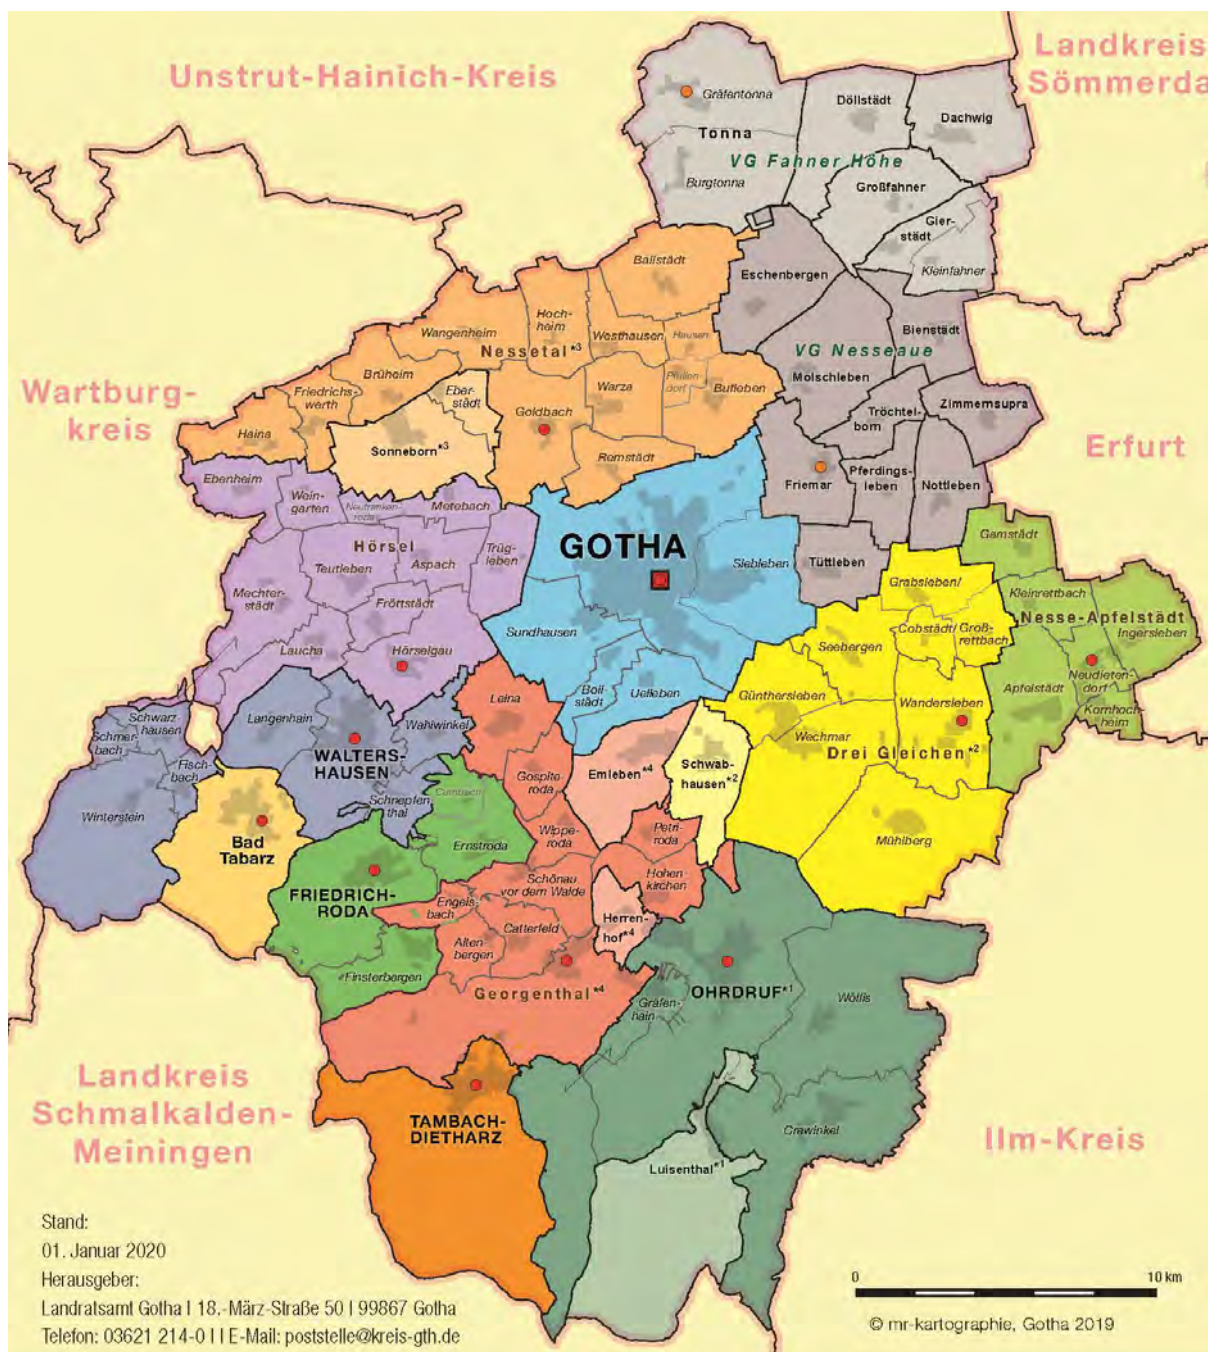 Unstrut-Hainich-Kreis
Landkreis
Sömmerda
Gräfentonna
Döllstädt
Dachwig
Tonna
VG Fahner Höhe
Burgtonna
Großfahner
Gier-
städt
Kleinfahner
Ballstädt
Eschenbergen
Hoch-
heim
Wangenheim
Westhausen
Hausen
Bienstädt
Nessetal*³
VG Nesseaue
Wartburg-
kreis
Brüheim
Friedrichs-
werth
Eber-
städt
Warza
Pfullen-
dorf
Bufleben
Molschleben
Goldbach
Tröchtel-
born
Zimmernsupra
Haina
Sonneborn*³
Remstädt
Erfurt
Ebenheim
Wein-
garten
Neufranken-
roda
Metebach
Friemar
Pferdings-
leben
Nottleben
Hörsel
Teutleben
Aspach
Trüg-
leben
GOTHA
Siebleben
Tüttleben
Gamstädt
Mechter-
städt
Fröttstädt
Grabsleben/
Kleinrettbach
Nesse-Apfelstädt
Ingersleben
Laucha
Hörselgau
Sundhausen
Cobstädt/
Groß-
rettbach
Seebergen
Boil-
städt
Uelleben
Günthersleben
Wandersleben
Apfelstädt
Neudieten-
dorf
Kornhoch-
heim
Leina
Schwarz-
hausen
Schmer-
bach
Langenhain
Wahlwinkel
Fisch-
bach
WALTERS-
HAUSEN
Wechmar
Drei Gleichen*²
Emleben*⁴
Schwab-
hausen*²
Gospite-
roda
Schnepfen
thal
Cumbach
Winterstein
Bad
Tabarz
Ernstroda
Wippe-
roda
Petri-
roda
Mühlberg
FRIEDRICH-
RODA
Schönau
vor dem Walde
Hohen-
kirchen
Engels-
bach
Catterfeld
Herren-
hof*⁴
Alten-
bergen
Finsterbergen
Georgenthal*⁴
OHRDRUF*¹
Gräfen-
hain
Wölfis
Landkreis
Schmalkalden-
Meiningen
TAMBACH-
DIETHARZ
Crawinkel
Luisenthal*¹
Ilm-Kreis
Stand:
01. Januar 2020
Herausgeber:
Landratsamt Gotha I 18.-März-Straße 50 I 99867 Gotha
Telefon: 03621 214-0 I I E-Mail: poststelle@kreis-gth.de
0 10 km
© mr-kartographie, Gotha 2019